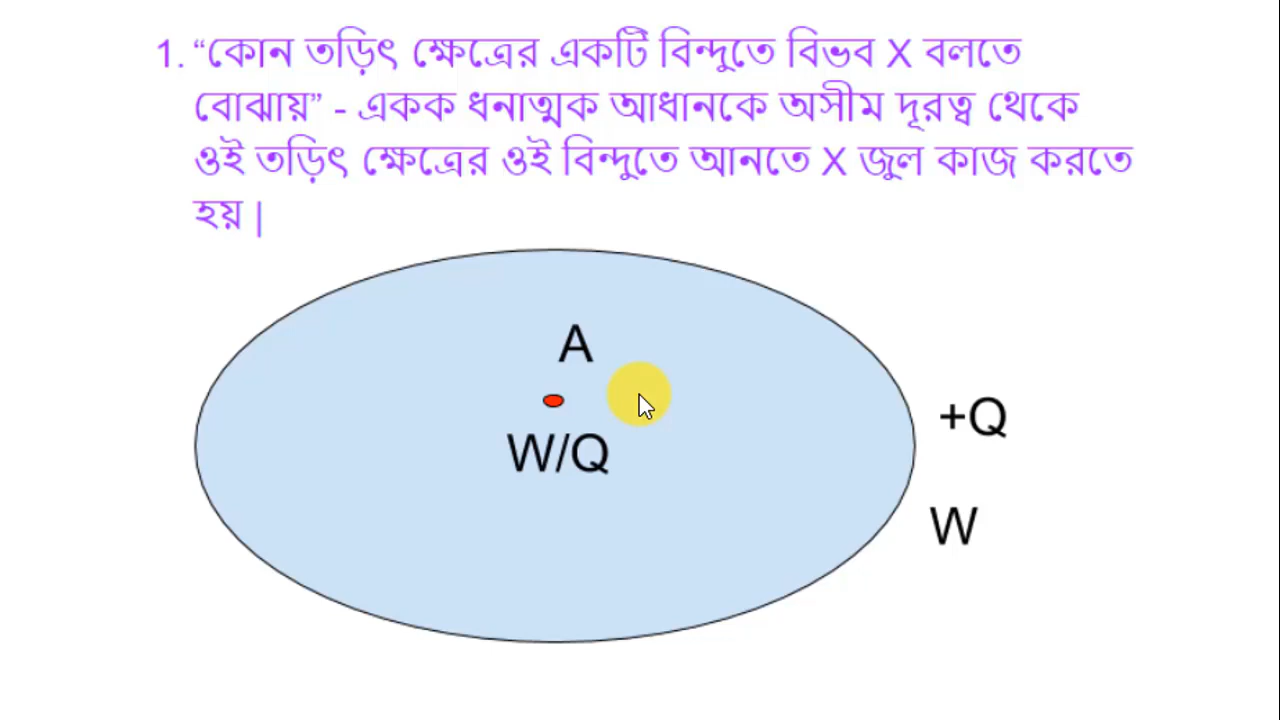 1. “কোন তড়িৎ ক্ষেত্রের একটি বিন্দুতে বিভব X বলতে
বোঝায়” - একক ধনাত্মক আধানকে অসীম দূরত্ব থেকে
ওই তড়িৎ ক্ষেত্রের ওই বিন্দুতে আনতে X জুল কাজ করতে
হয় |
A
W/Q
+Q
W